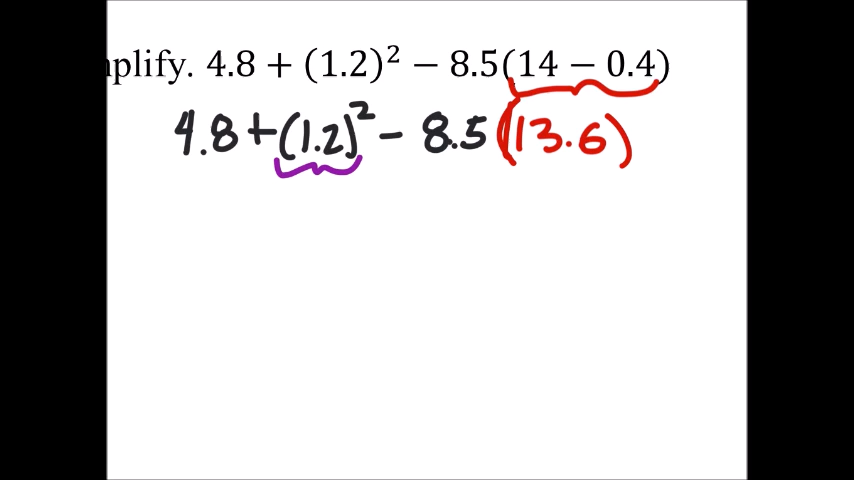 nplify. 4.8 + (1.2)² − 8.5(14 − 0.4)
4.8+(1.2)² − 8.5 (13.6)